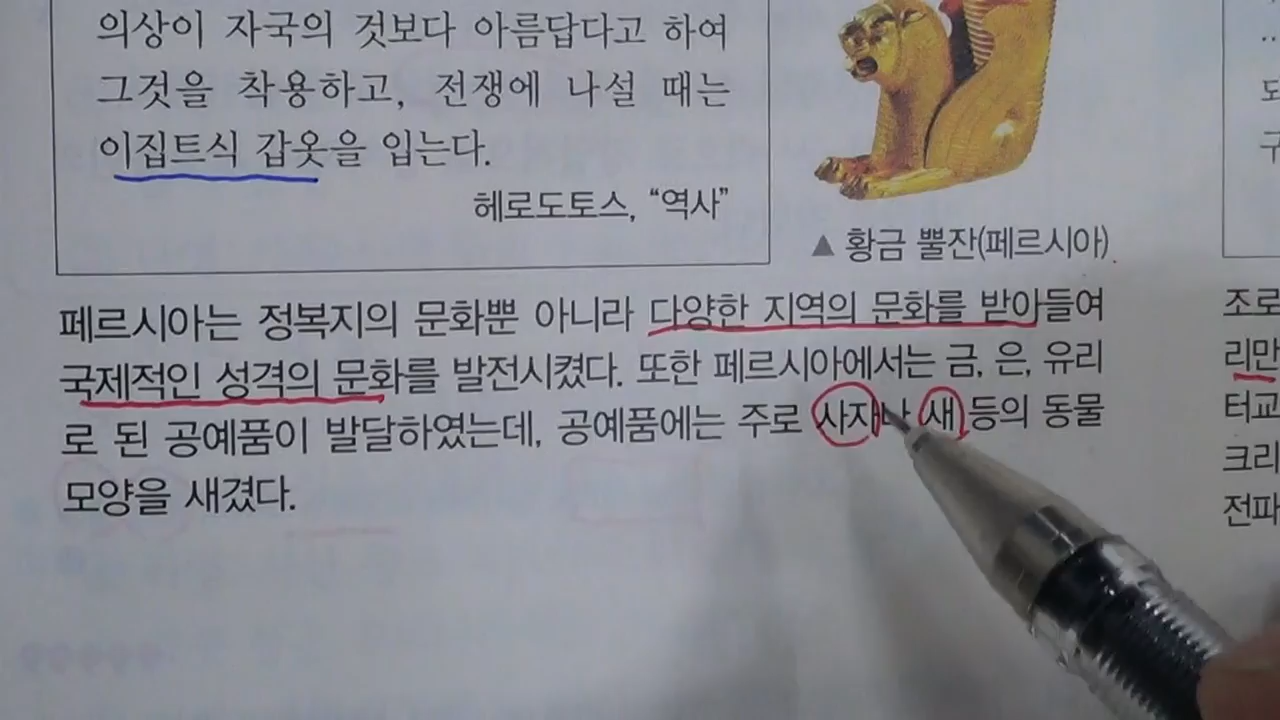 의상이 자국의 것보다 아름답다고 하여
그것을 착용하고, 전쟁에 나설 때는
이집트식 갑옷을 입는다.
헤로도토스, “역사”
▲ 황금 뿔잔(페르시아)
페르시아는 정복지의 문화뿐 아니라 다양한 지역의 문화를 받아들여
국제적인 성격의 문화를 발전시켰다. 또한 페르시아에서는 금, 은, 유리
로 된 공예품이 발달하였는데, 공예품에는 주로 사자나 새 등의 동물
모양을 새겼다.
조로
리만
터교
크리
전파